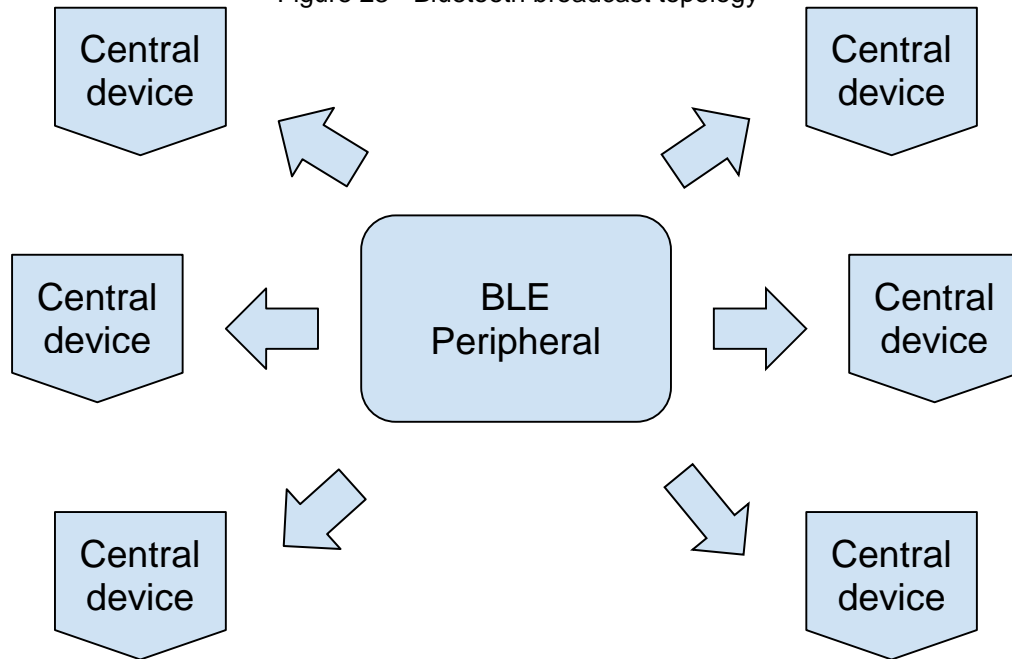 Bluetooth broadcast topology
Central
device
Central
device
Central
device
BLE
Peripheral
Central
device
Central
device
Central
device